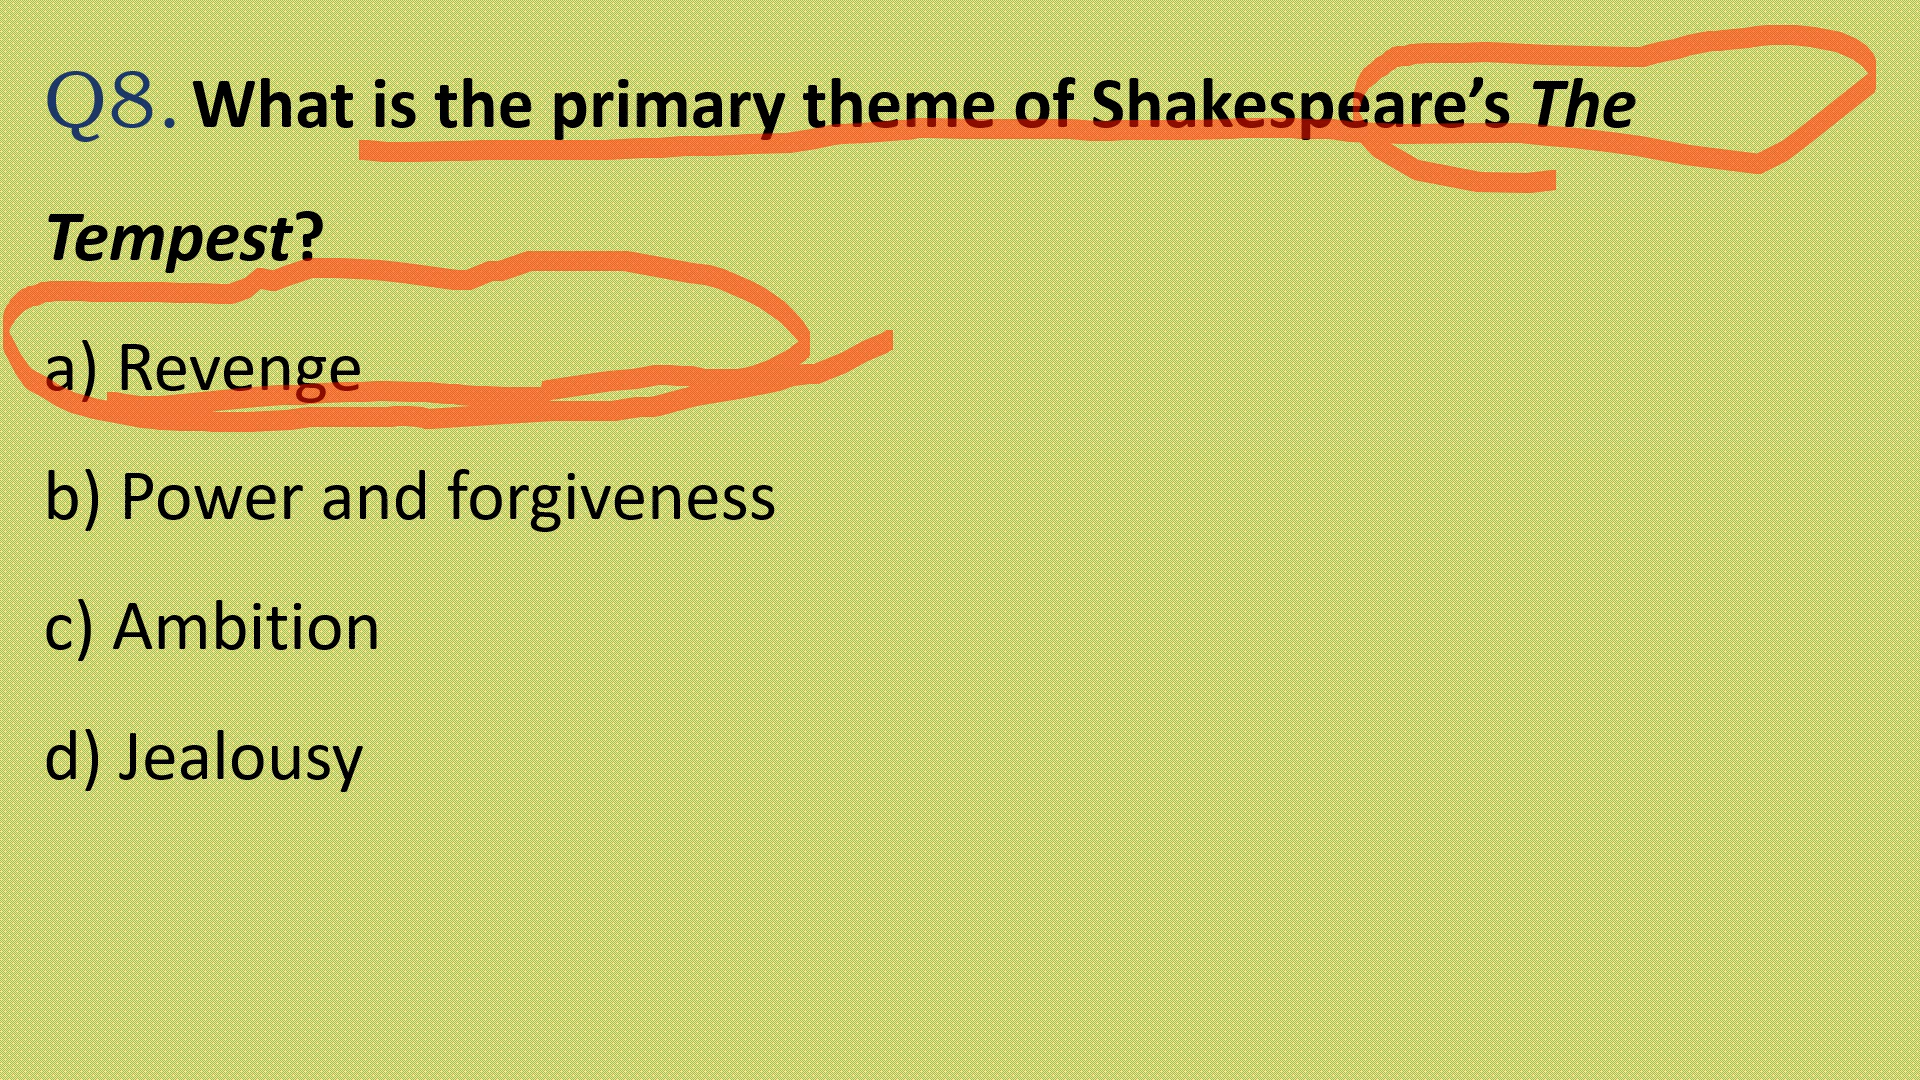 Q8. What is the primary theme of Shakespeare’s The
Tempest?
a) Revenge
b) Power and forgiveness
c) Ambition
d) Jealousy